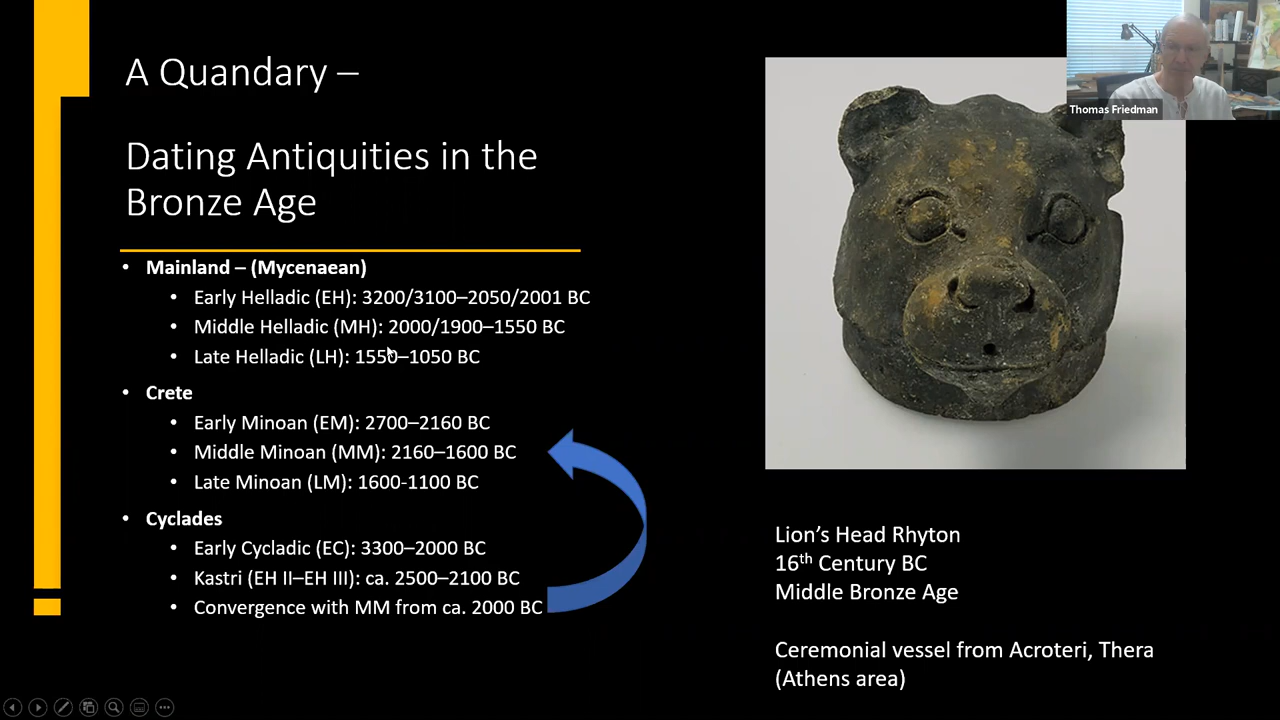 A Quandary –
Dating Antiquities in the
Bronze Age
• Mainland – (Mycenaean)
• Early Helladic (EH): 3200/3100–2050/2001 BC
• Middle Helladic (MH): 2000/1900–1550 BC
• Late Helladic (LH): 1550–1050 BC
• Crete
• Early Minoan (EM): 2700–2160 BC
• Middle Minoan (MM): 2160–1600 BC
• Late Minoan (LM): 1600-1100 BC
• Cyclades
• Early Cycladic (EC): 3300–2000 BC
• Kastri (EH II–EH III): ca. 2500–2100 BC
• Convergence with MM from ca. 2000 BC
Thomas Friedman
Lion's Head Rhyton
16th Century BC
Middle Bronze Age
Ceremonial vessel from Acroteri, Thera
(Athens area)